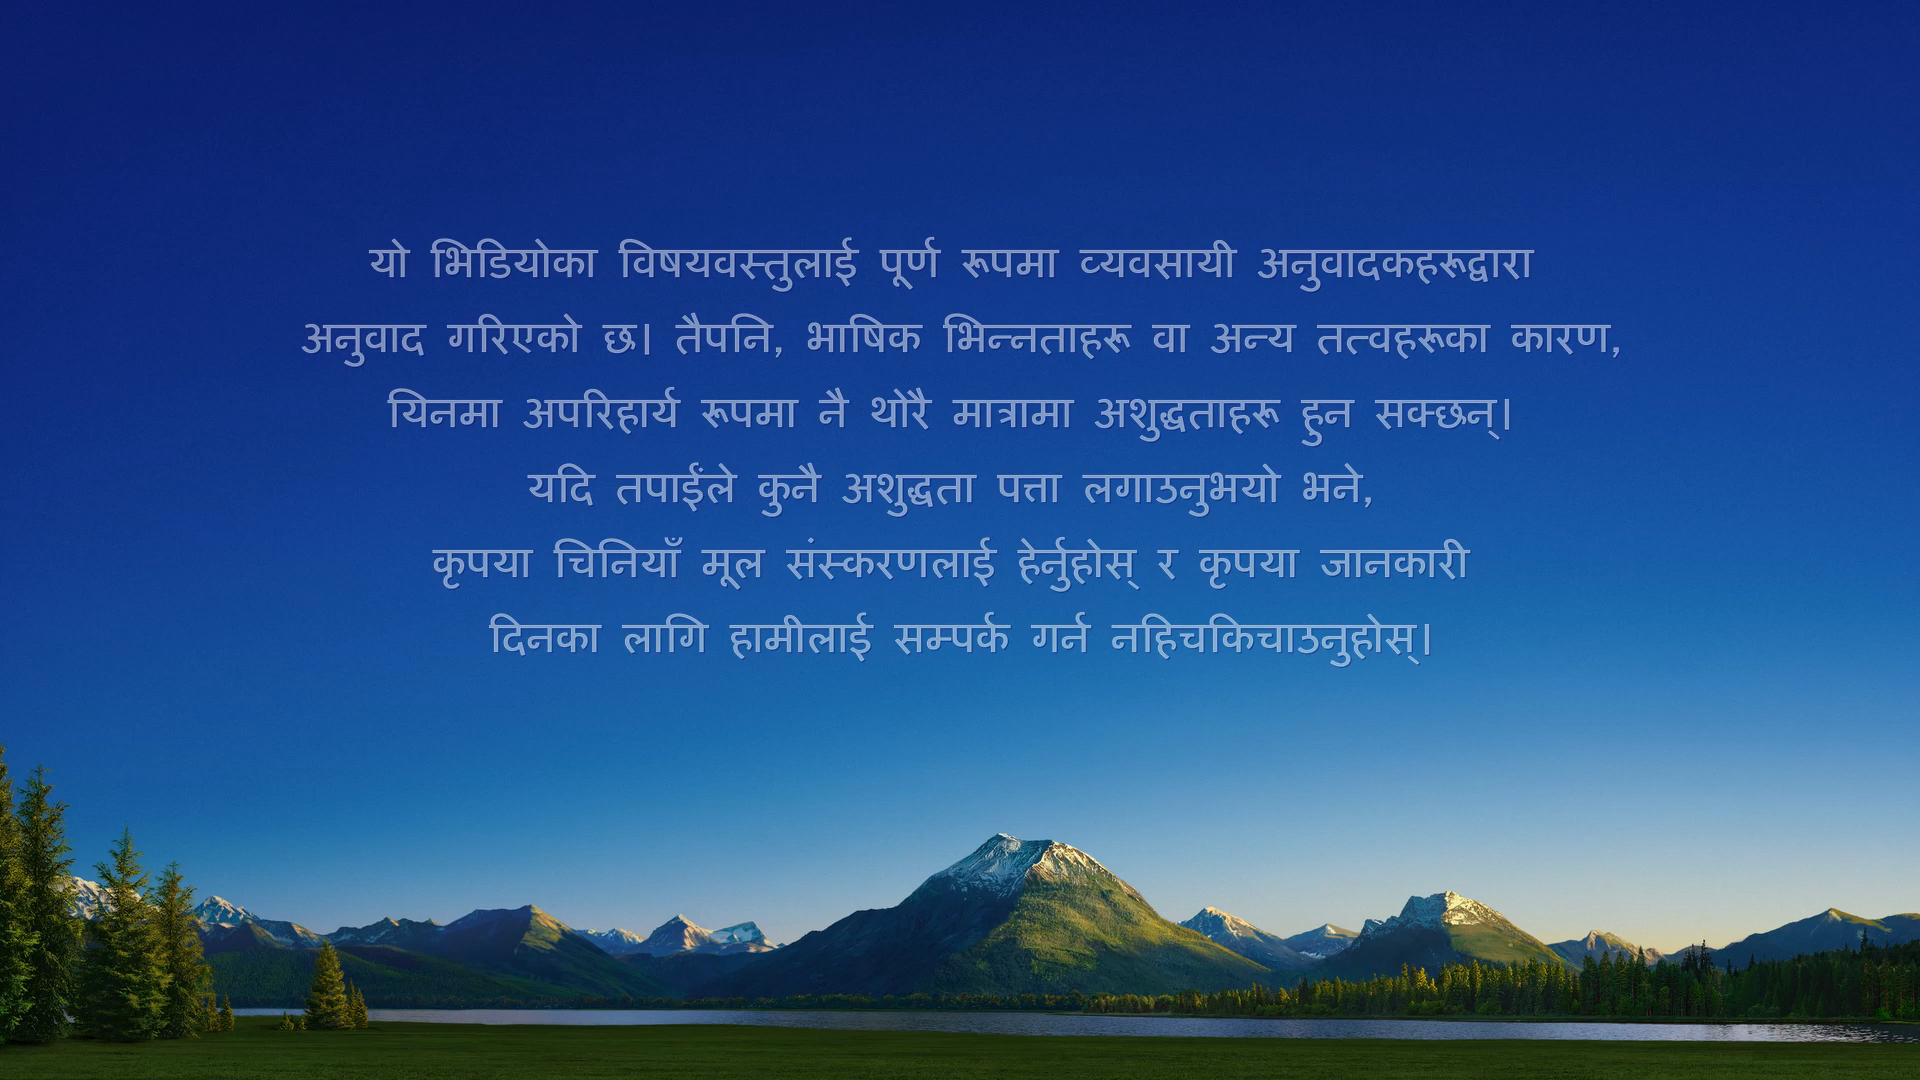 यो भिडियोका विषयवस्तुलाई पूर्ण रूपमा व्यवसायी अनुवादकहरूद्वारा
अनुवाद गरिएको छ। तैपनि, भाषिक भिन्नताहरू वा अन्य तत्वहरूका कारण,
यिनमा अपरिहार्य रूपमा नै थोरै मात्रामा अशुद्धताहरू हुन सक्छन्।
यदि तपाईंले कुनै अशुद्धता पत्ता लगाउनुभयो भने,
कृपया चिनियाँ मूल संस्करणलाई हेर्नुहोस् र कृपया जानकारी
दिनका लागि हामीलाई सम्पर्क गर्न नहिचकिचाउनुहोस्।